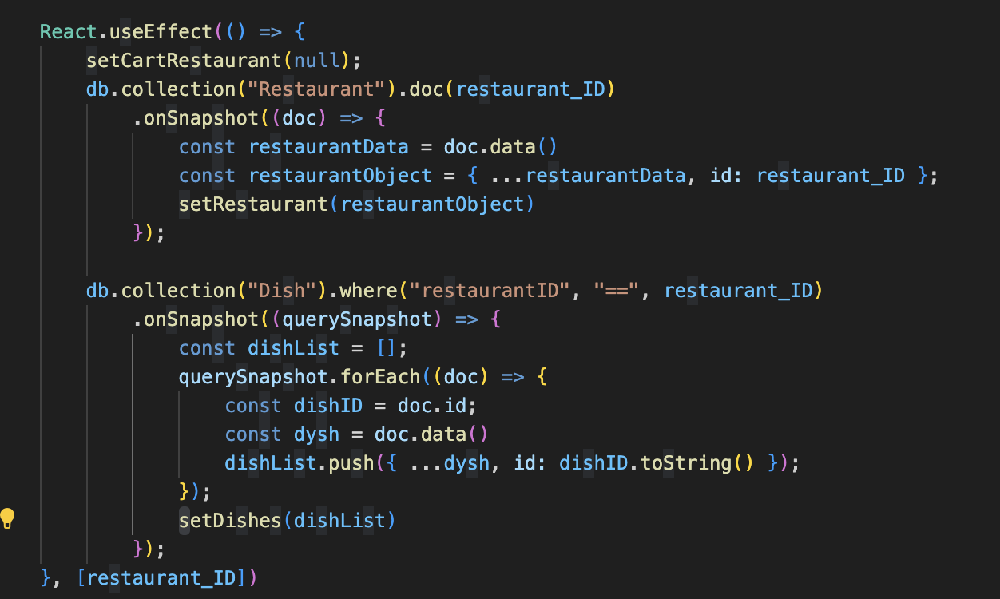 React.useEffect(() => {
    setCartRestaurant(null);
    db.collection("Restaurant").doc(restaurant_ID)
        .onSnapshot((doc) => {
            const restaurantData = doc.data()
            const restaurantObject = { ...restaurantData, id: restaurant_ID };
            setRestaurant(restaurantObject)
        });

    db.collection("Dish").where("restaurantID", "==", restaurant_ID)
        .onSnapshot((querySnapshot) => {
            const dishList = [];
            querySnapshot.forEach((doc) => {
                const dishID = doc.id;
                const dysh = doc.data()
                dishList.push({ ...dysh, id: dishID.toString() });
            });
            setDishes(dishList)
        });
}, [restaurant_ID])